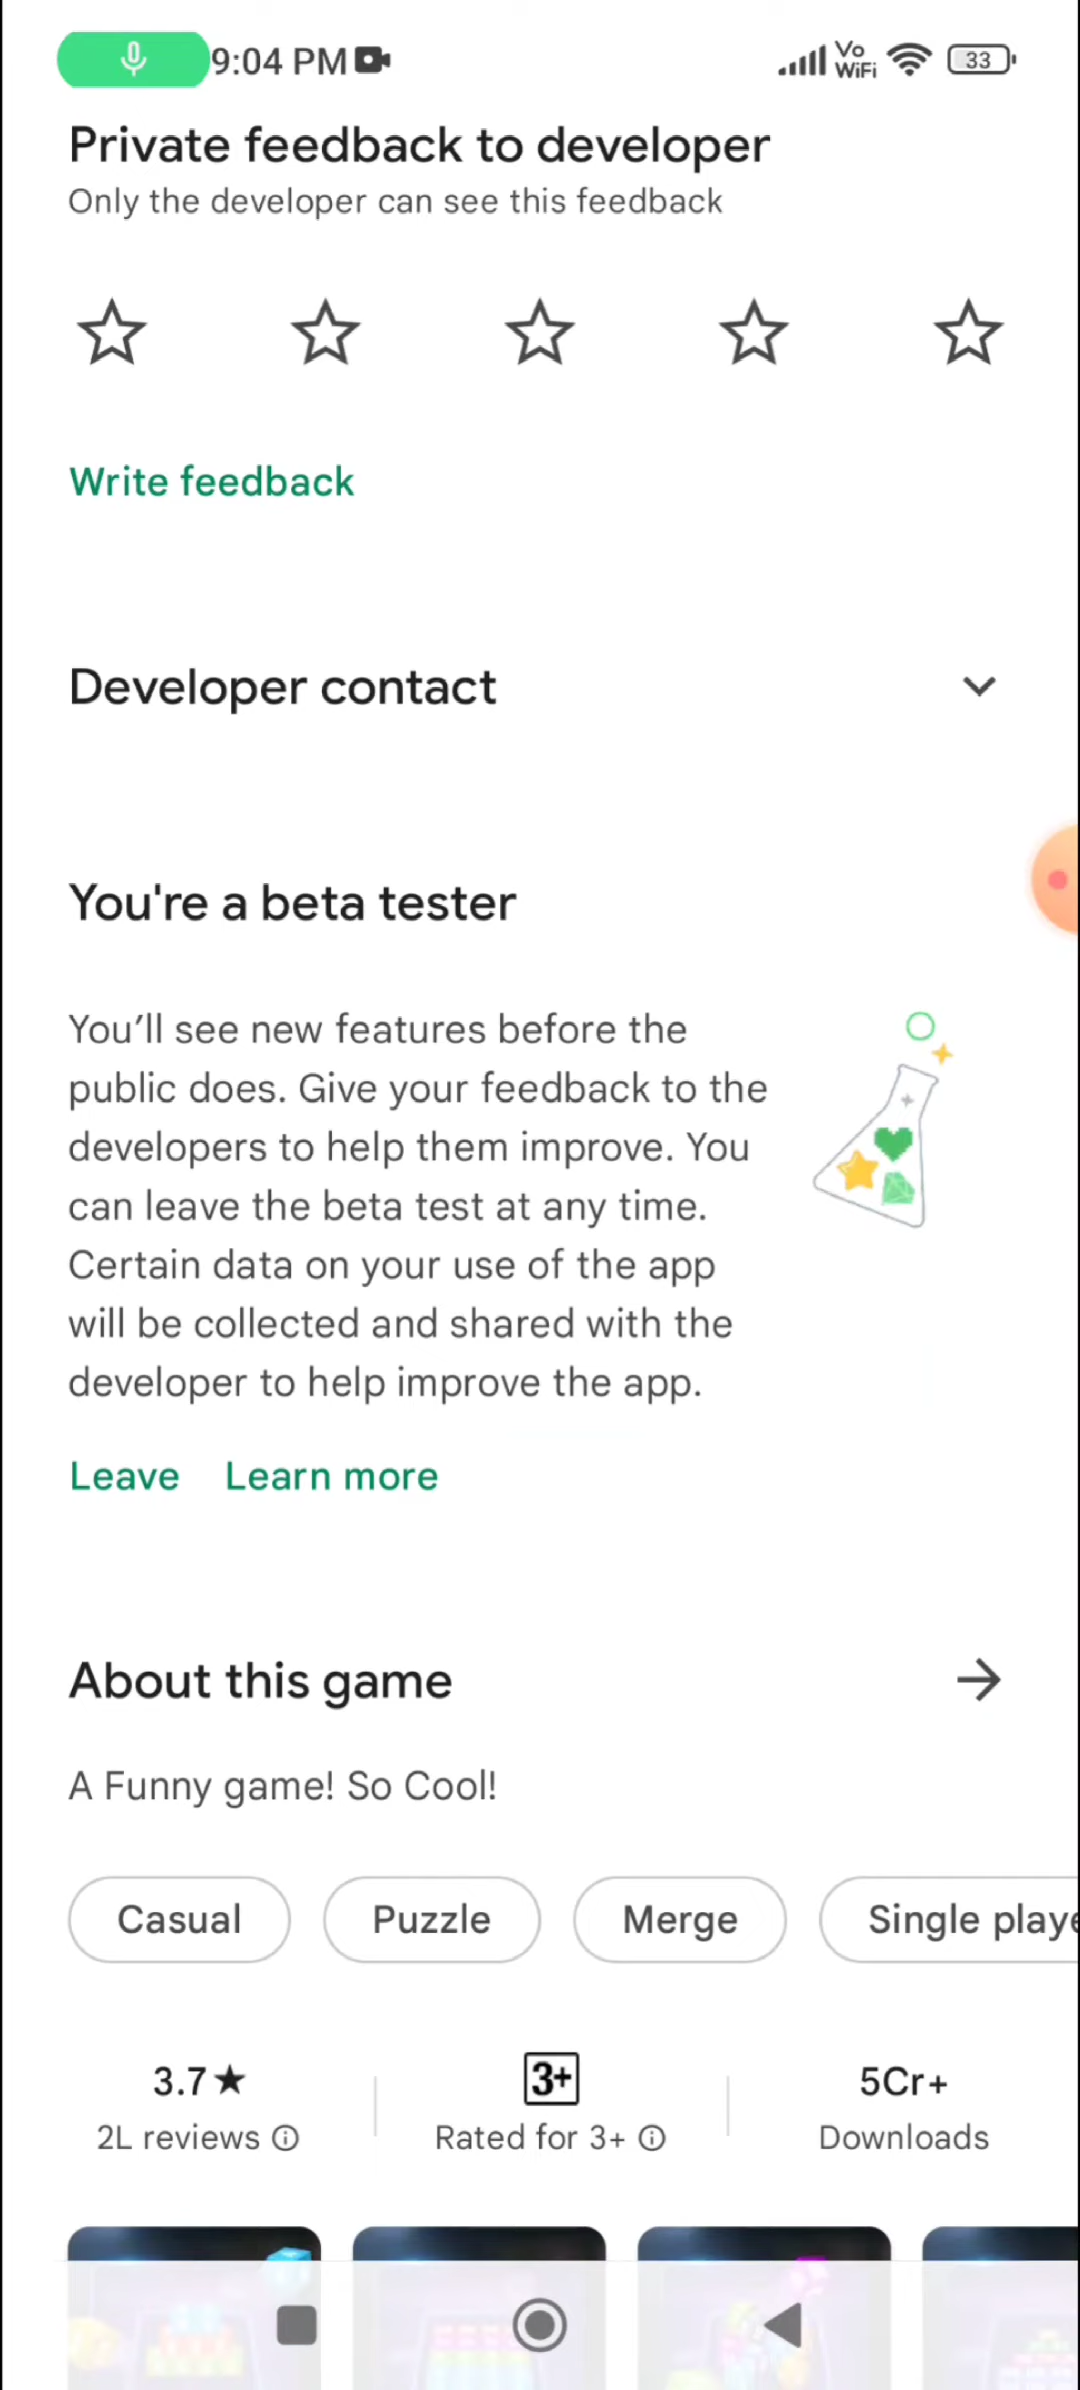 9:04 PM
Vo
WiFi
33
Private feedback to developer
Only the developer can see this feedback
Write feedback
Developer contact
You're a beta tester
You’ll see new features before the
public does. Give your feedback to the
developers to help them improve. You
can leave the beta test at any time.
Certain data on your use of the app
will be collected and shared with the
developer to help improve the app.
Leave Learn more
About this game
A Funny game! So Cool!
Casual Puzzle Merge Single playe
3.7★ 3+ 5Cr+
2L reviews Rated for 3+ Downloads